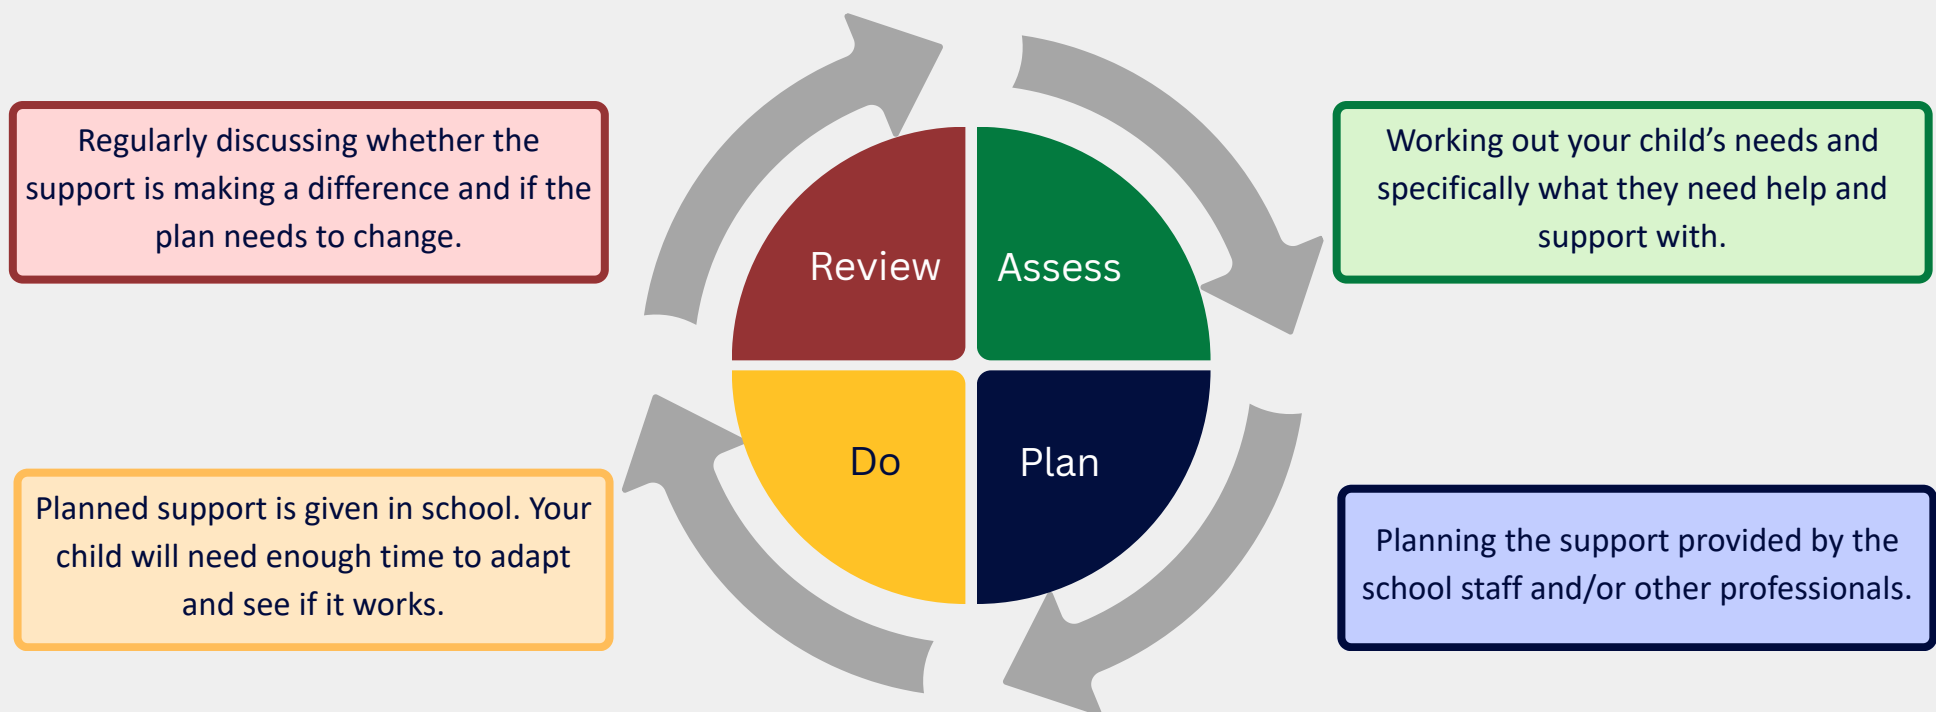 Regularly discussing whether the
support is making a difference and if the
plan needs to change.
Review
Assess
Working out your child’s needs and
specifically what they need help and
support with.
Planned support is given in school. Your
child will need enough time to adapt
and see if it works.
Do
Plan
Planning the support provided by the
school staff and/or other professionals.